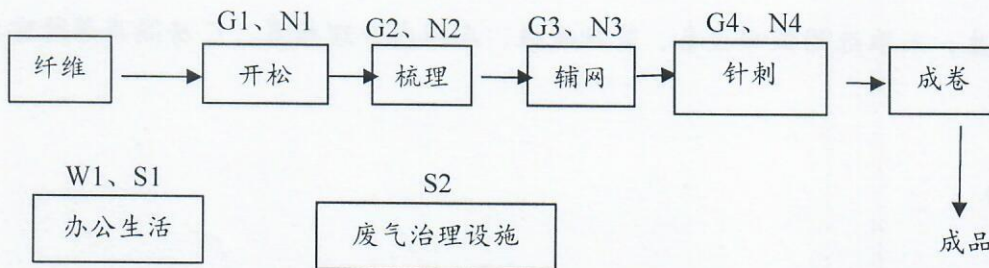 G1、N1
G2、N2
G3、N3
G4、N4
纤维
开松
梳理
辅网
针刺
成卷
W1、S1
S2
办公生活
废气治理设施
成品